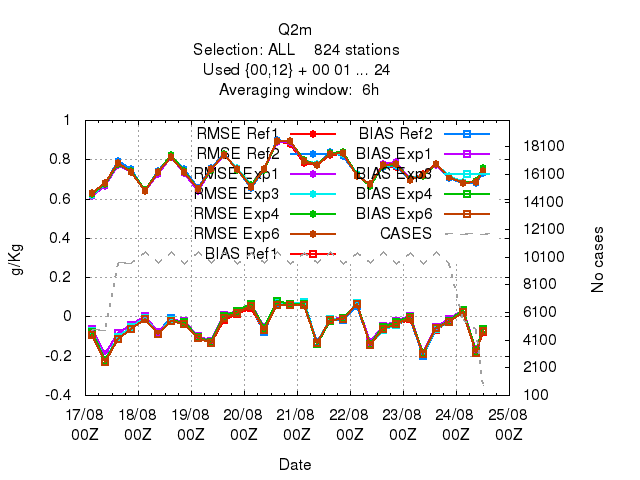 Q2m
Selection: ALL    824 stations
Used {00,12} + 00 01 ... 24
Averaging window:  6h
RMSE Ref1
RMSE Ref2
RMSE Exp1
RMSE Exp3
RMSE Exp4
RMSE Exp6
BIAS Ref1
BIAS Ref2
BIAS Exp1
BIAS Exp3
BIAS Exp4
BIAS Exp6
CASES
g/Kg
1
0.8
0.6
0.4
0.2
0
-0.2
-0.4
No cases
18100
16100
14100
12100
10100
8100
6100
4100
2100
100
17/08 18/08 19/08 20/08 21/08 22/08 23/08 24/08 25/08
00Z 00Z 00Z 00Z 00Z 00Z 00Z 00Z 00Z
Date